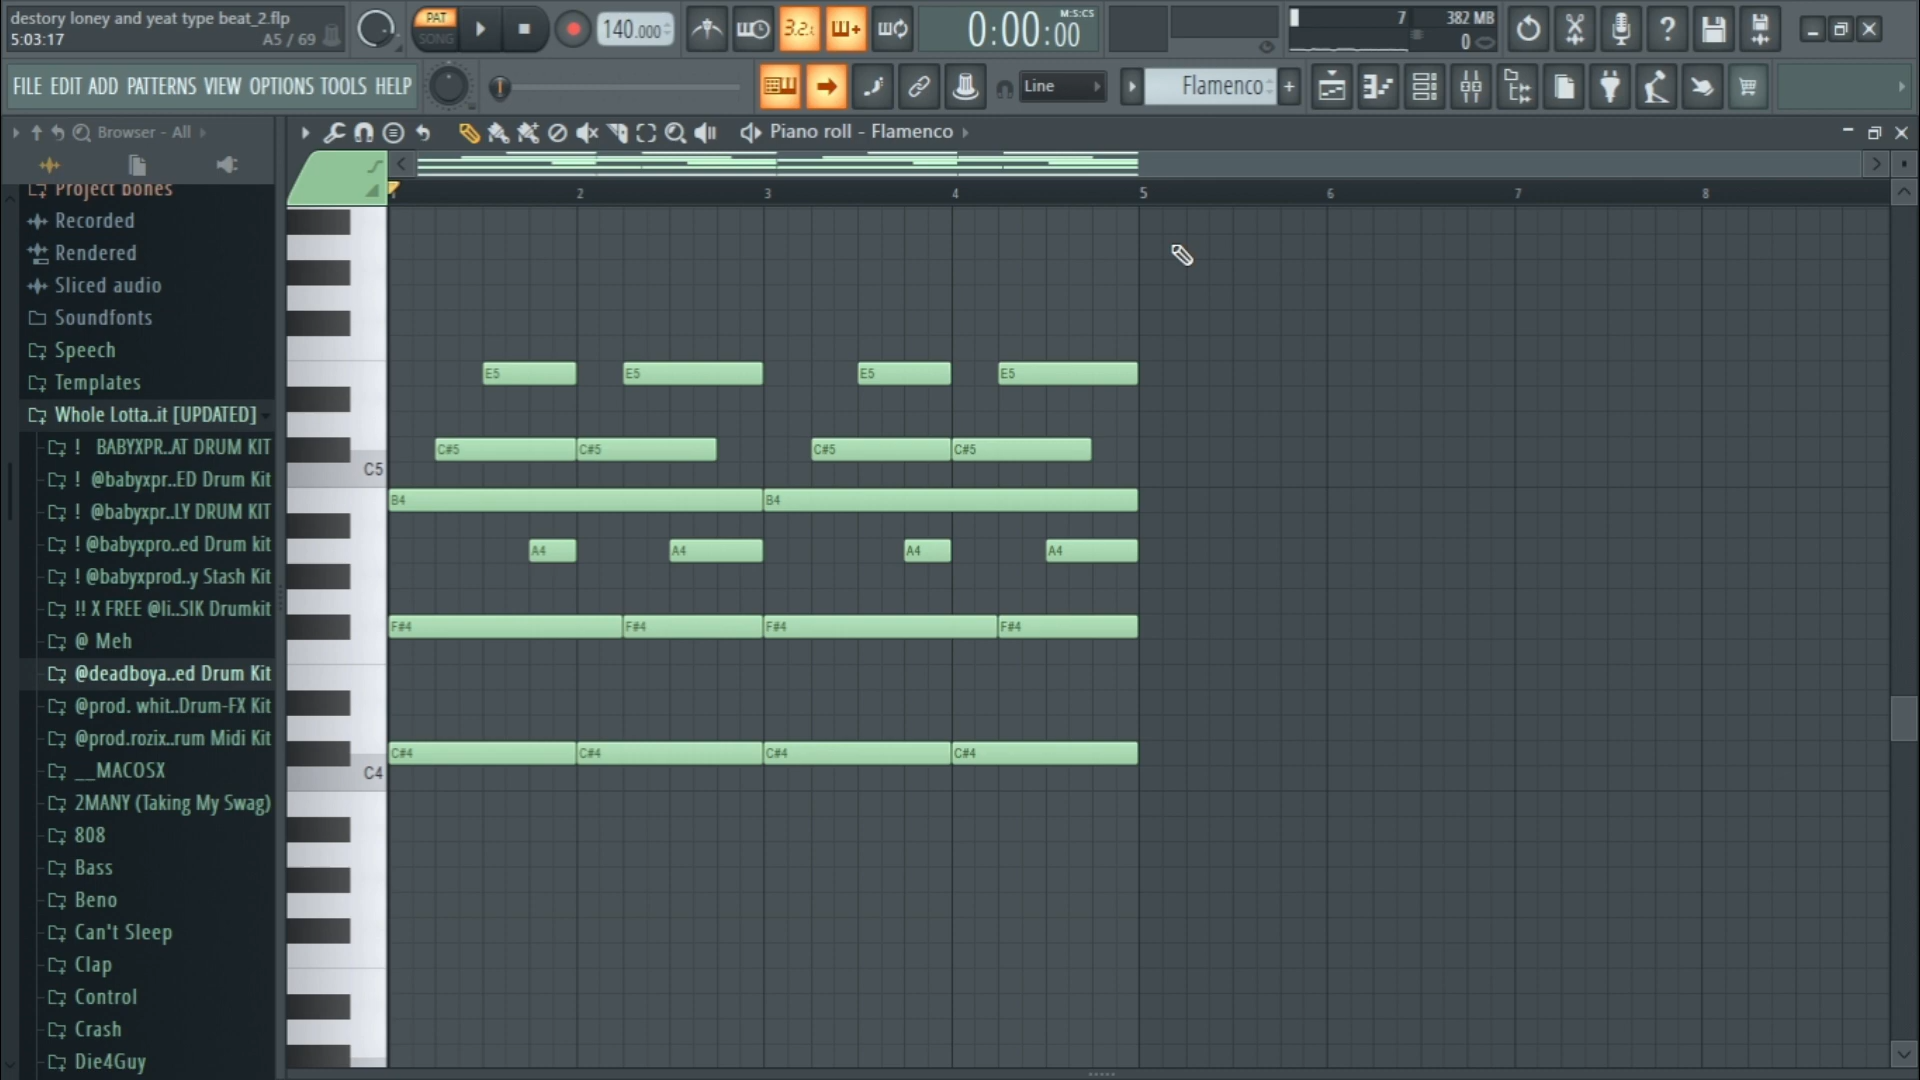 destory loney and yeat type beat_2.flp
5:03:17
A5 / 69
PAT
SONG
140.000
3.2:
0:00:00
M:S:CS
7
382 MB
0
FILE EDIT ADD PATTERNS VIEW OPTIONS TOOLS HELP
Line
Flamenco
Browser - All
Piano roll - Flamenco
Project bones
Recorded
Rendered
Sliced audio
Soundfonts
Speech
Templates
Whole Lotta..it [UPDATED]
! BABYXPR..AT DRUM KIT
! @babyxpr..ED Drum Kit
! @babyxpr..LY DRUM KIT
! @babyxpro..ed Drum kit
! @babyxprod..y Stash Kit
!! X FREE @li..SIK Drumkit
@ Meh
@deadboya..ed Drum Kit
@prod. whit..Drum-FX Kit
@prod.rozix..rum Midi Kit
__MACOSX
2MANY (Taking My Swag)
808
Bass
Beno
Can't Sleep
Clap
Control
Crash
Die4Guy
2 3 4 5 6 7 8
E5 E5 E5 E5
C#5 C#5 C#5 C#5
C5
B4 B4
A4 A4 A4 A4
F#4 F#4 F#4 F#4
C#4 C#4 C#4 C#4
C4